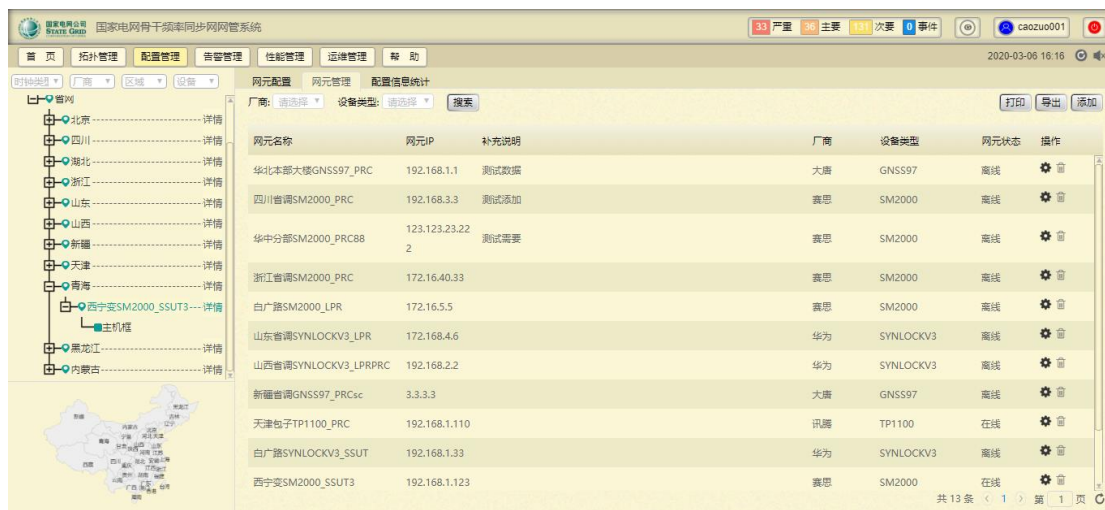 国家电网公司 STATE GRID 国家电网骨干频率同步网网管系统 33 严重 36 主要 131 次要 0 事件 caozuo001
首 页 拓扑管理 配置管理 告警管理 性能管理 运维管理 帮 助 2020-03-06 16:16
时钟类型 厂商 区域 设备 网元配置 网元管理 配置信息统计
省网 厂商: 请选择 设备类型: 请选择 搜索 打印 导出 添加
北京 详情
四川 详情
湖北 详情
浙江 详情
山东 详情
山西 详情
新疆 详情
天津 详情
青海 详情
西宁变SM2000_SSUT3 详情
主机框
黑龙江 详情
内蒙古 详情
网元名称 网元IP 补充说明 厂商 设备类型 网元状态 操作
华北本部大楼GNSS97_PRC 192.168.1.1 测试数据 大唐 GNSS97 离线
四川省调SM2000_PRC 192.168.3.3 测试添加 赛思 SM2000 离线
华中分部SM2000_PRC88 123.123.23.222 测试需要 赛思 SM2000 离线
浙江省调SM2000_PRC 172.16.40.33 赛思 SM2000 离线
白广路SM2000_LPR 172.16.5.5 赛思 SM2000 离线
山东省调SYNLOCKV3_LPR 172.168.4.6 华为 SYNLOCKV3 离线
山西省调SYNLOCKV3_LPRPRC 192.168.2.2 华为 SYNLOCKV3 离线
新疆省调GNSS97_PRCsc 3.3.3.3 大唐 GNSS97 离线
天津包子TP1100_PRC 192.168.1.110 讯腾 TP1100 在线
白广路SYNLOCKV3_SSUT 192.168.1.33 华为 SYNLOCKV3 离线
西宁变SM2000_SSUT3 192.168.1.123 赛思 SM2000 在线
共 13 条 1 第 1 页